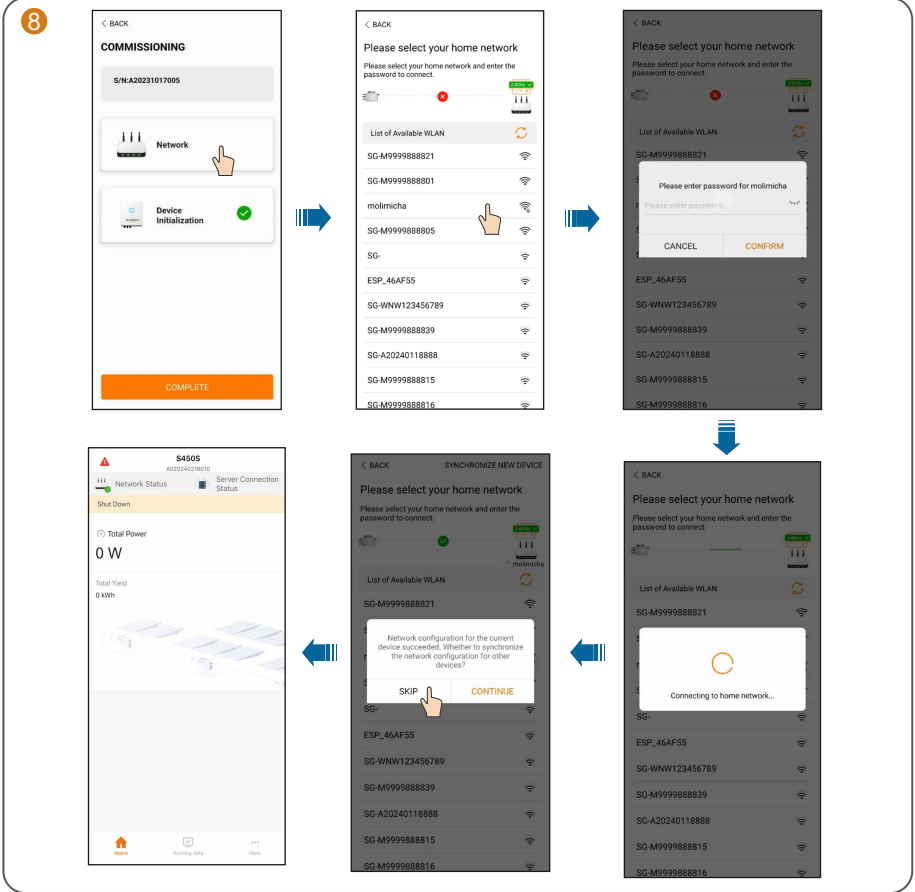 8
< BACK
COMMISSIONING
S/N:A20231017005
Network
Device
Initialization
COMPLETE
< BACK
Please select your home network
Please select your home network and enter the
password to connect.
2.4GHz
List of Available WLAN
SG-M9999888821
SG-M9999888801
molimicha
SG-M9999888805
SG-
ESP_46AF55
SG-WNW123456789
SG-M9999888839
SG-A20240118888
SG-M9999888815
SG-M9999888816
< BACK
Please select your home network
Please select your home network and enter the
password to connect.
2.4GHz
List of Available WLAN
SG-M9999888821
Please enter password for molimicha
Please enter password.
CANCEL
CONFIRM
ESP_46AF55
SG-WNW123456789
SG-M9999888839
SG-A20240118888
SG-M9999888815
SG-M9999888816
S450S
A020240218010
Network Status
Server Connection
Status
Shut Down
Total Power
0 W
Total Yield
0 kWh
Home
Running data
More
< BACK
SYNCHRONIZE NEW DEVICE
Please select your home network
Please select your home network and enter the
password to connect.
2.4GHz
molimicha
List of Available WLAN
SG-M9999888821
Network configuration for the current
device succeeded. Whether to synchronize
the network configuration for other
devices?
SKIP
CONTINUE
SG-
ESP_46AF55
SG-WNW123456789
SG-M9999888839
SG-A20240118888
SG-M9999888815
SG-M9999888816
< BACK
Please select your home network
Please select your home network and enter the
password to connect.
2.4GHz
List of Available WLAN
SG-M9999888821
Connecting to home network...
SG-
ESP_46AF55
SG-WNW123456789
SG-M9999888839
SG-A20240118888
SG-M9999888815
SG-M9999888816